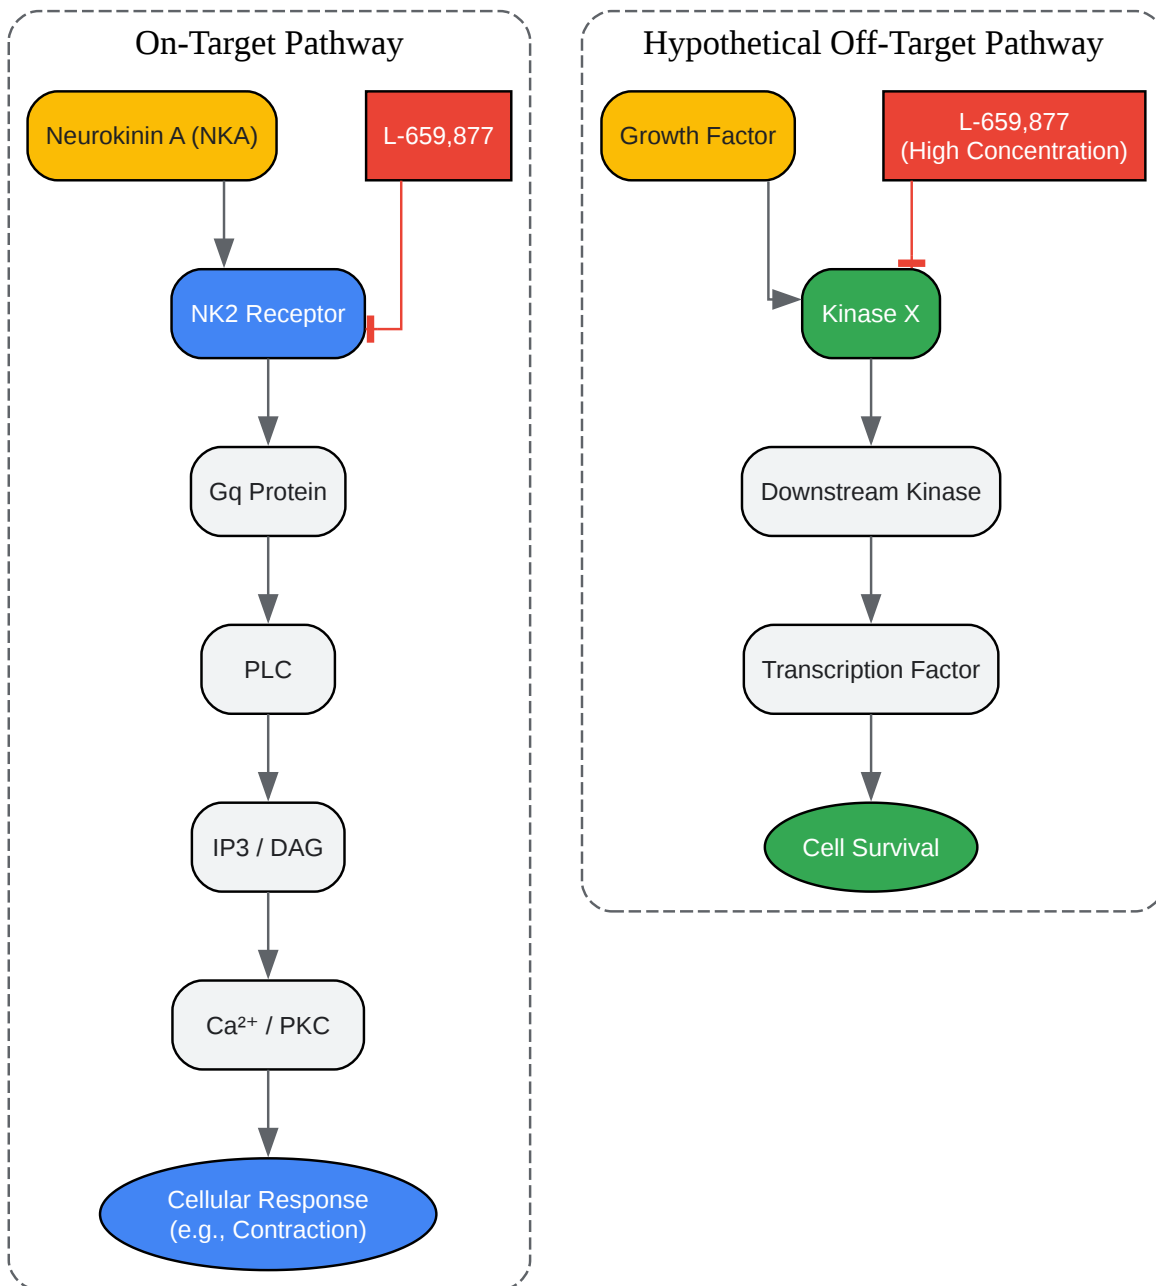 On-Target Pathway
Neurokinin A (NKA)
L-659,877
NK2 Receptor
Gq Protein
PLC
IP3 / DAG
Ca²⁺ / PKC
Cellular Response
(e.g., Contraction)
Hypothetical Off-Target Pathway
Growth Factor
L-659,877
(High Concentration)
Kinase X
Downstream Kinase
Transcription Factor
Cell Survival